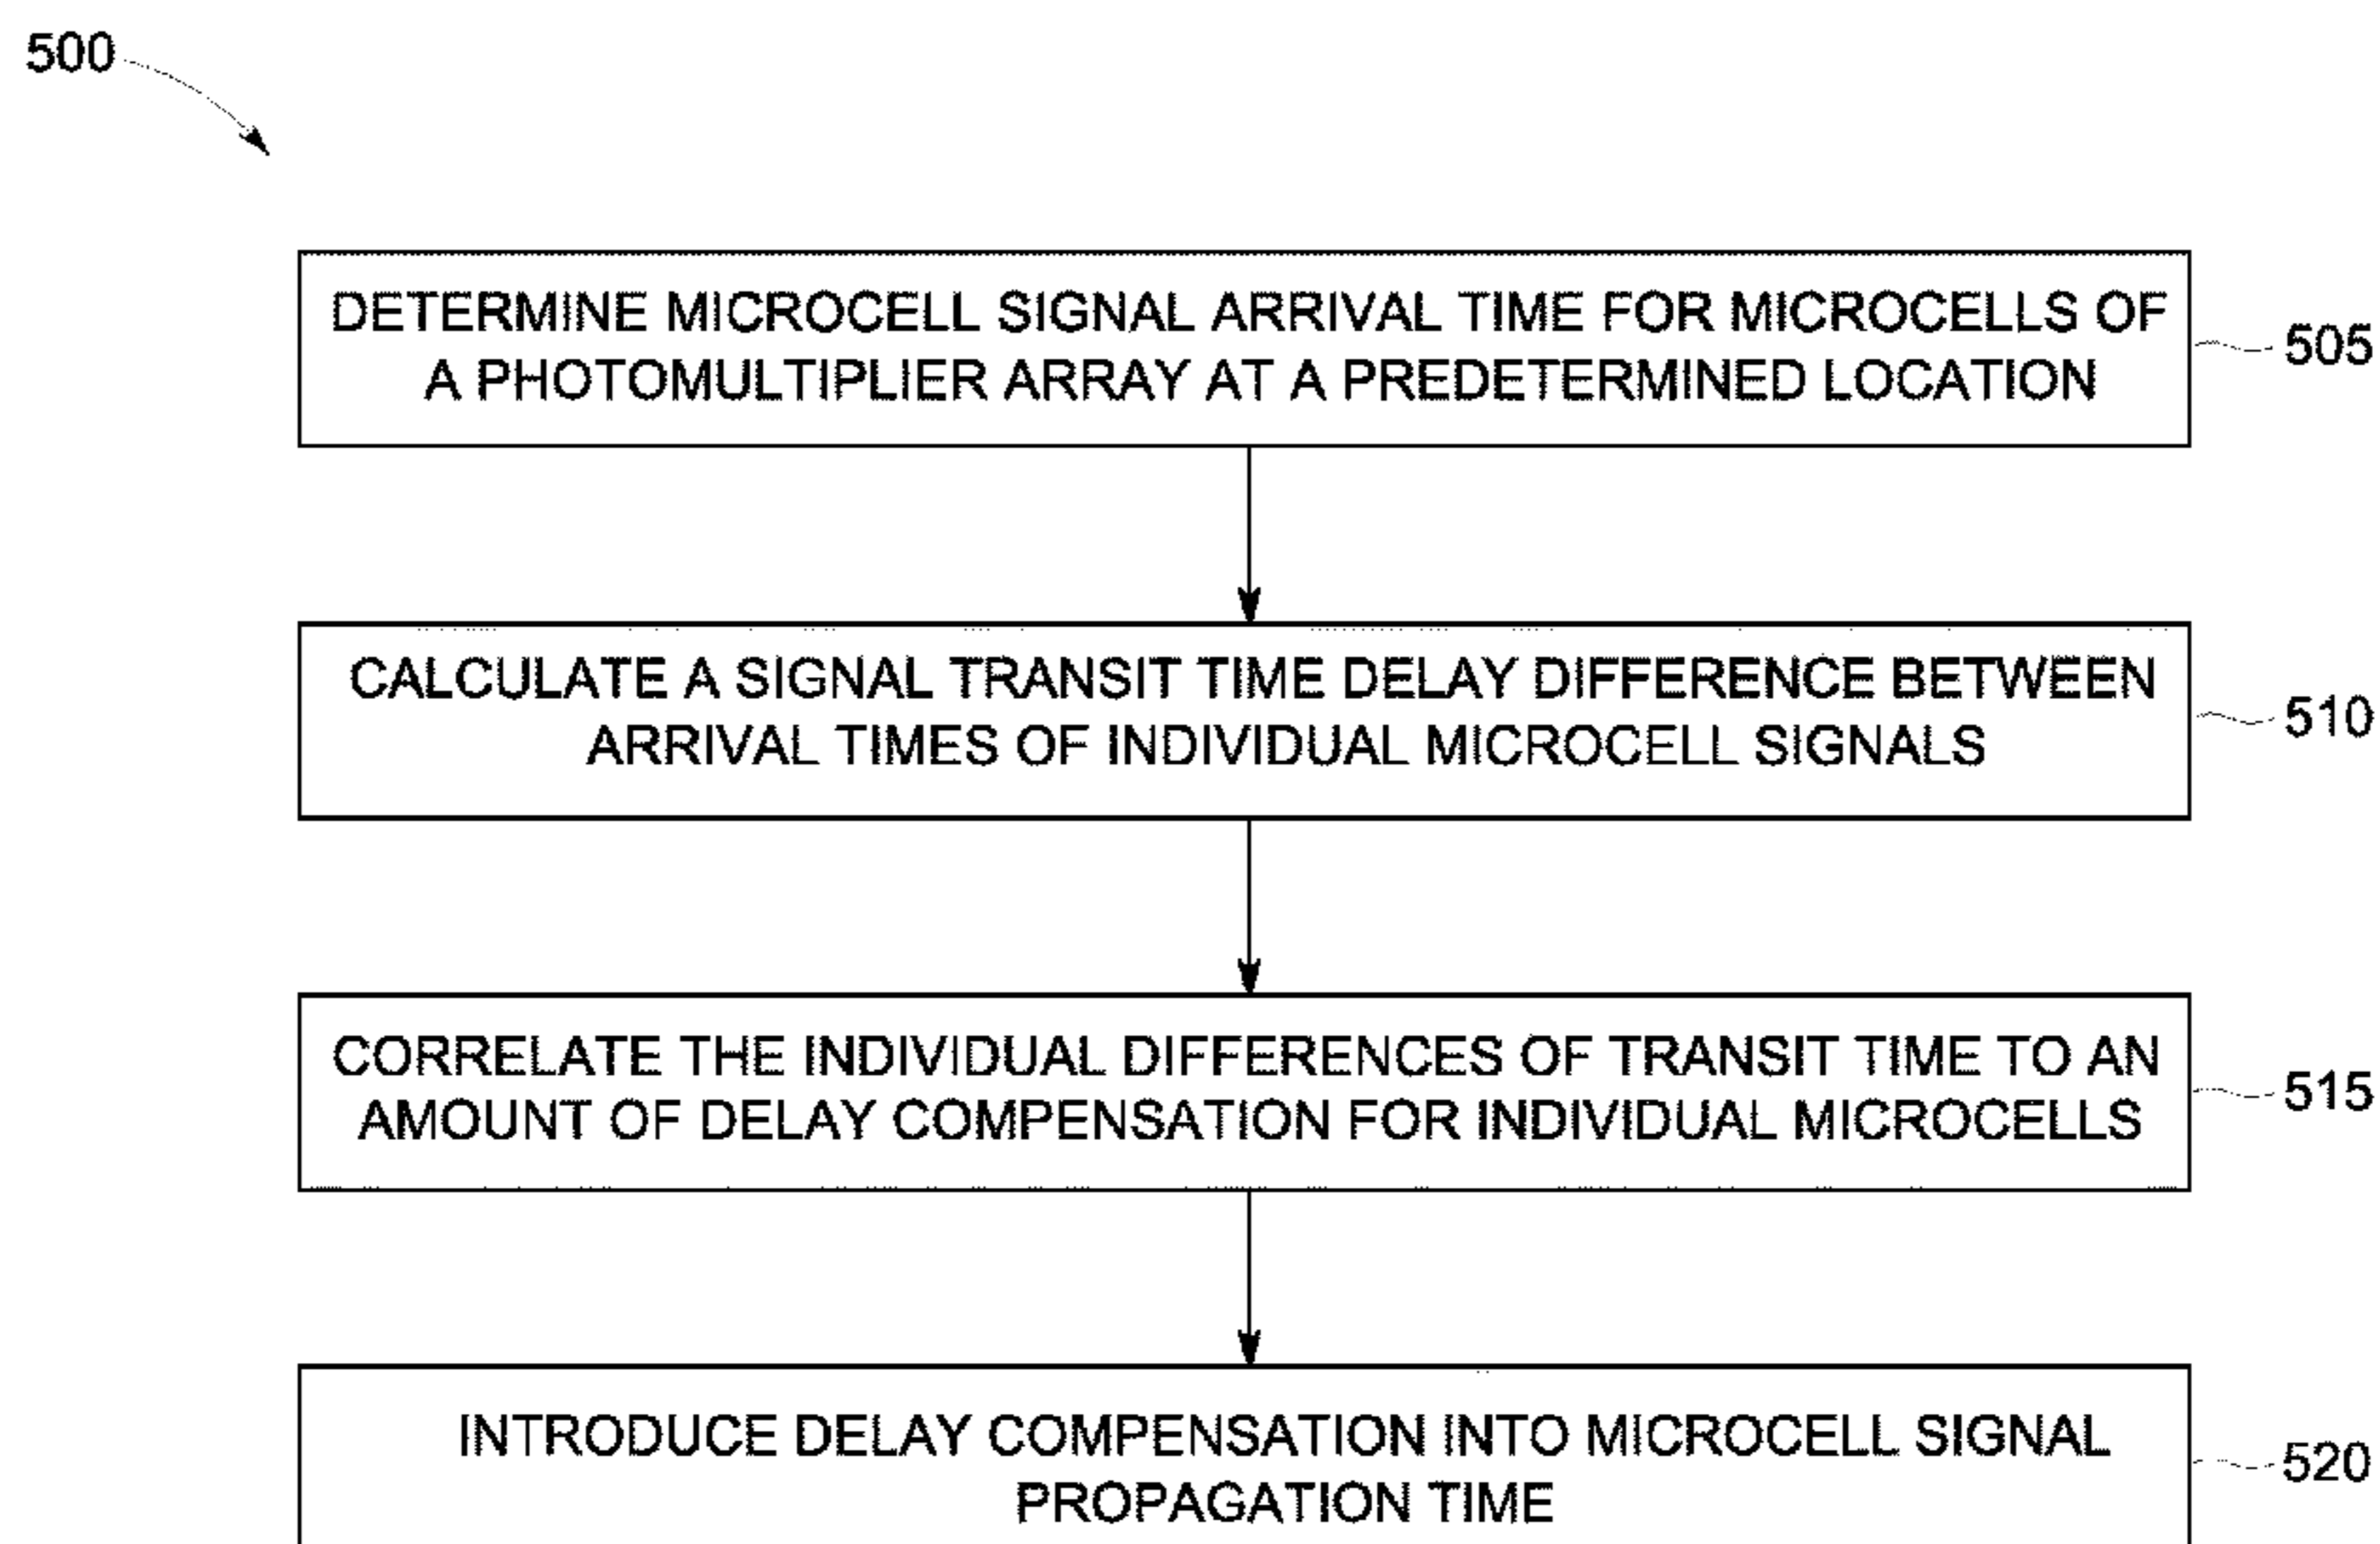 500
DETERMINE MICROCELL SIGNAL ARRIVAL TIME FOR MICROCELLS OF
A PHOTOMULTIPLIER ARRAY AT A PREDETERMINED LOCATION
505
CALCULATE A SIGNAL TRANSIT TIME DELAY DIFFERENCE BETWEEN
ARRIVAL TIMES OF INDIVIDUAL MICROCELL SIGNALS
510
CORRELATE THE INDIVIDUAL DIFFERENCES OF TRANSIT TIME TO AN
AMOUNT OF DELAY COMPENSATION FOR INDIVIDUAL MICROCELLS
515
INTRODUCE DELAY COMPENSATION INTO MICROCELL SIGNAL
PROPAGATION TIME
520